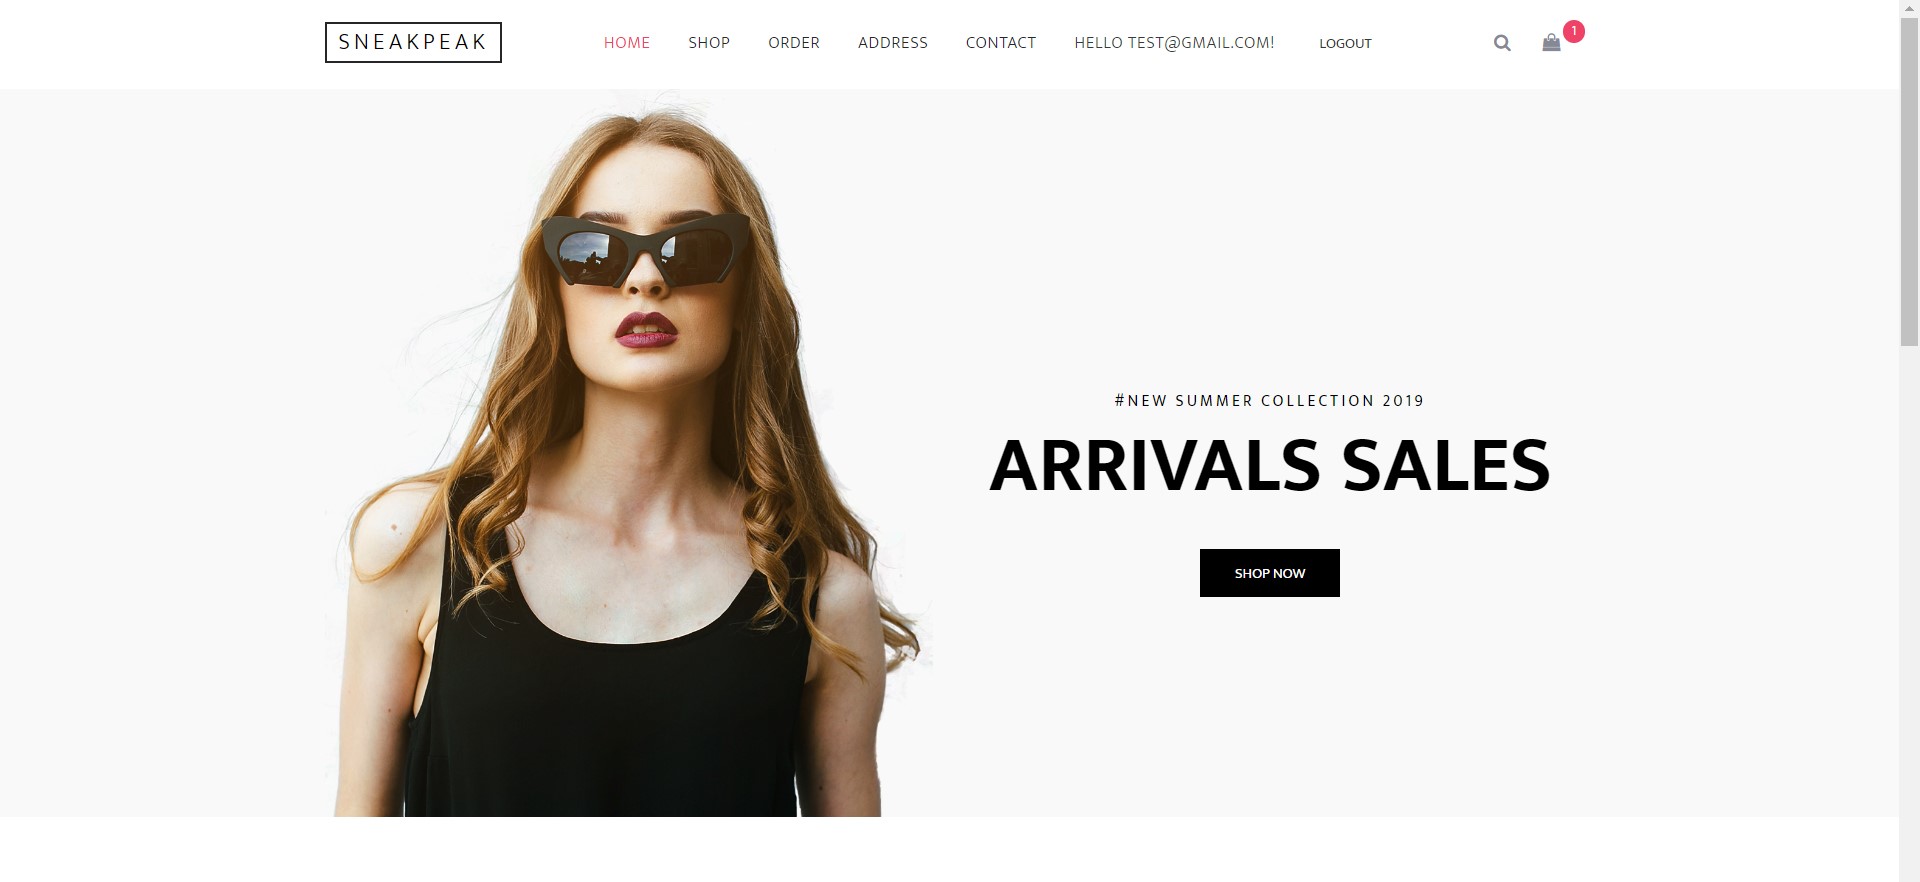 SNEAKPEAK
HOME SHOP ORDER ADDRESS CONTACT HELLO TEST@GMAIL.COM! LOGOUT 1
#NEW SUMMER COLLECTION 2019
ARRIVALS SALES
SHOP NOW